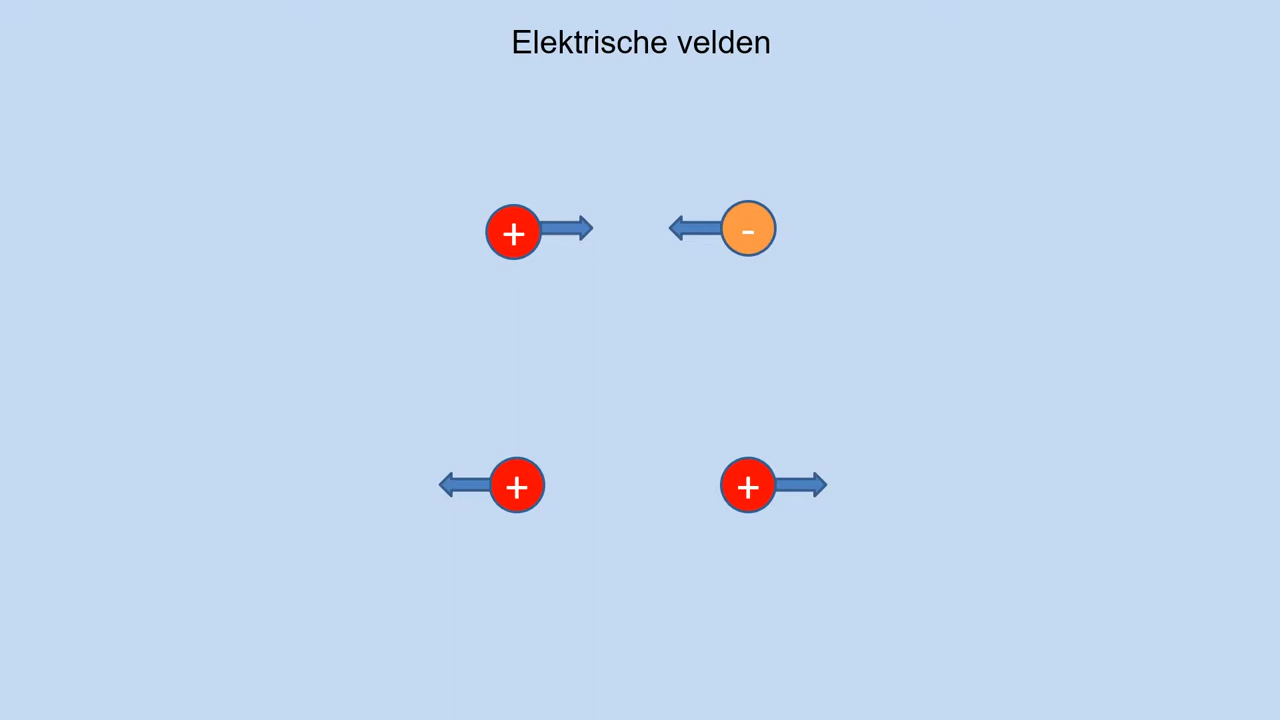 Elektrische velden
+ -
+ +